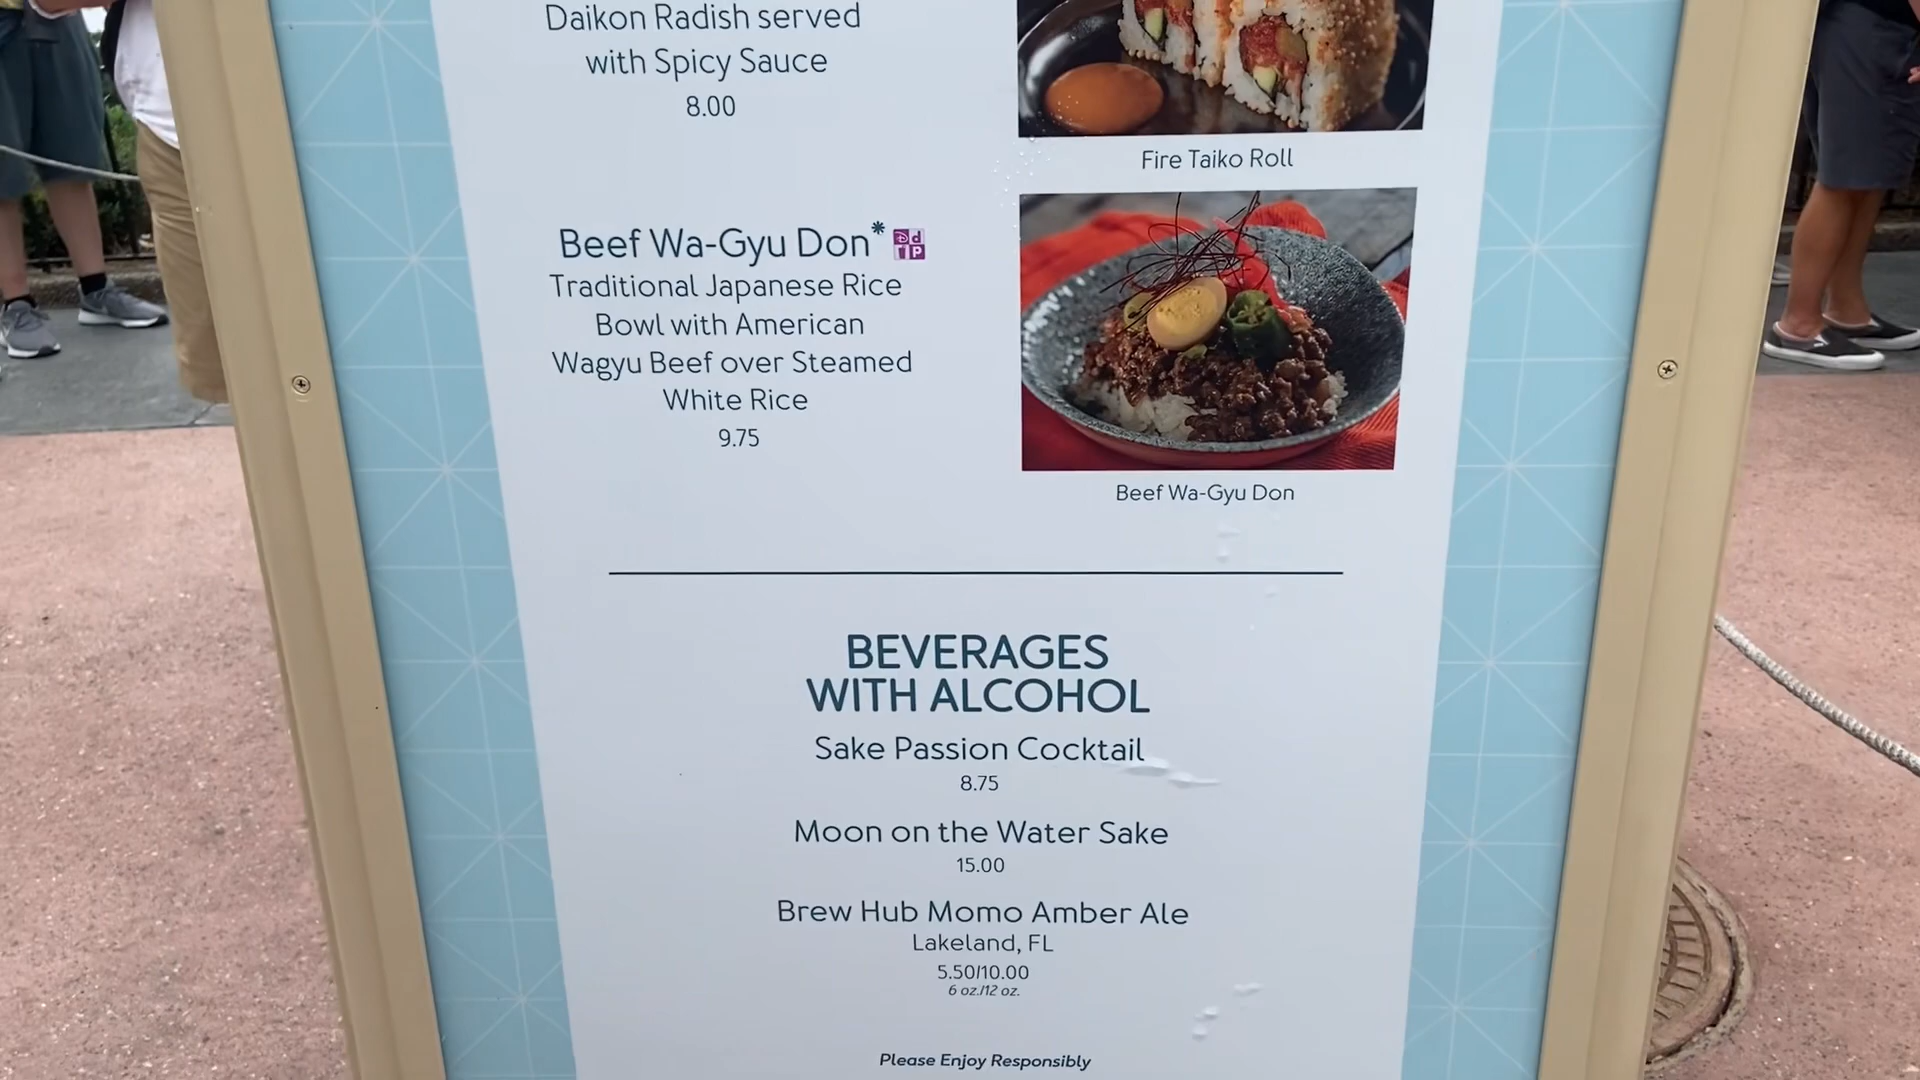 Daikon Radish served
with Spicy Sauce
8.00
Fire Taiko Roll
Beef Wa-Gyu Don*
Traditional Japanese Rice
Bowl with American
Wagyu Beef over Steamed
White Rice
9.75
Beef Wa-Gyu Don
BEVERAGES
WITH ALCOHOL
Sake Passion Cocktail
8.75
Moon on the Water Sake
15.00
Brew Hub Momo Amber Ale
Lakeland, FL
5.50/10.00
6 oz./12 oz.
Please Enjoy Responsibly